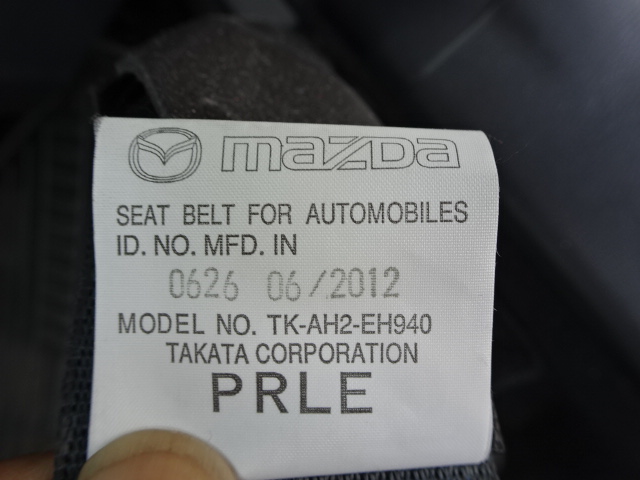 mazda
SEAT BELT FOR AUTOMOBILES
ID. NO. MFD. IN
0626 06/2012
MODEL NO. TK-AH2-EH940
TAKATA CORPORATION
PRLE